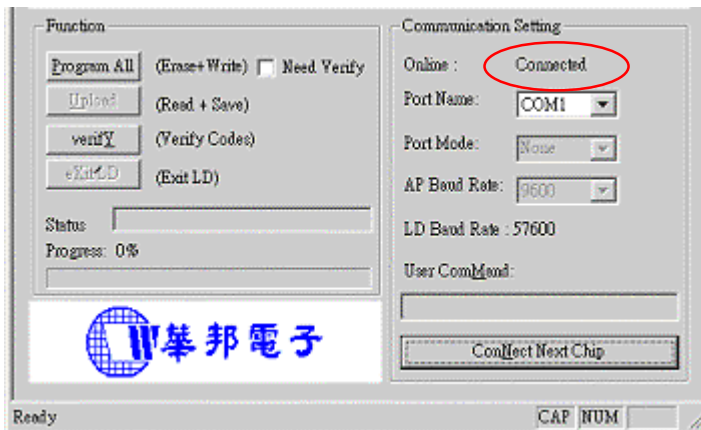 Function
Program All (Erase+Write) Need Verify
Upload (Read + Save)
verifY (Verify Codes)
eXit LD (Exit LD)
Status
Progress: 0%
華邦電子
Communication Setting
Online : Connected
Port Name: COM1
Port Mode: None
AP Baud Rate: 9600
LD Baud Rate : 57600
User ComMand:
ConNect Next Chip
Ready
CAP NUM